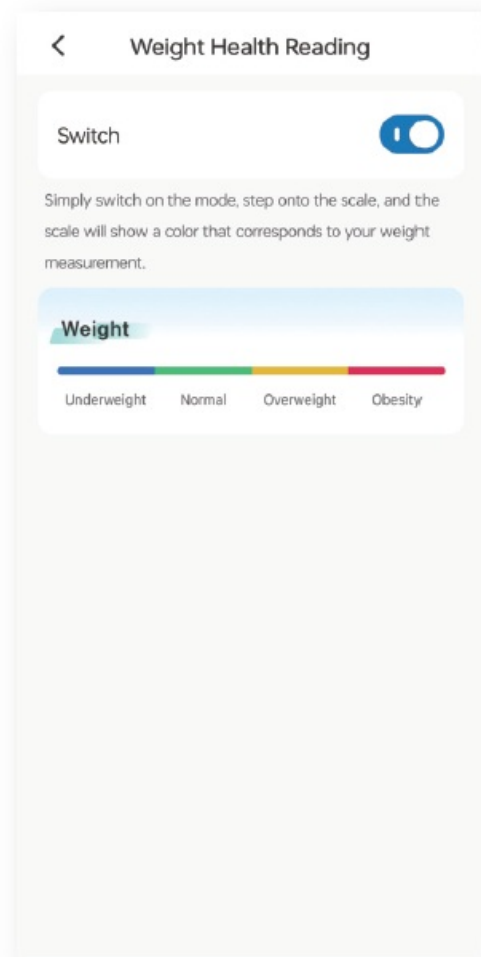 Weight Health Reading
Switch
Simply switch on the mode, step onto the scale, and the
scale will show a color that corresponds to your weight
measurement.
Weight
Underweight Normal Overweight Obesity